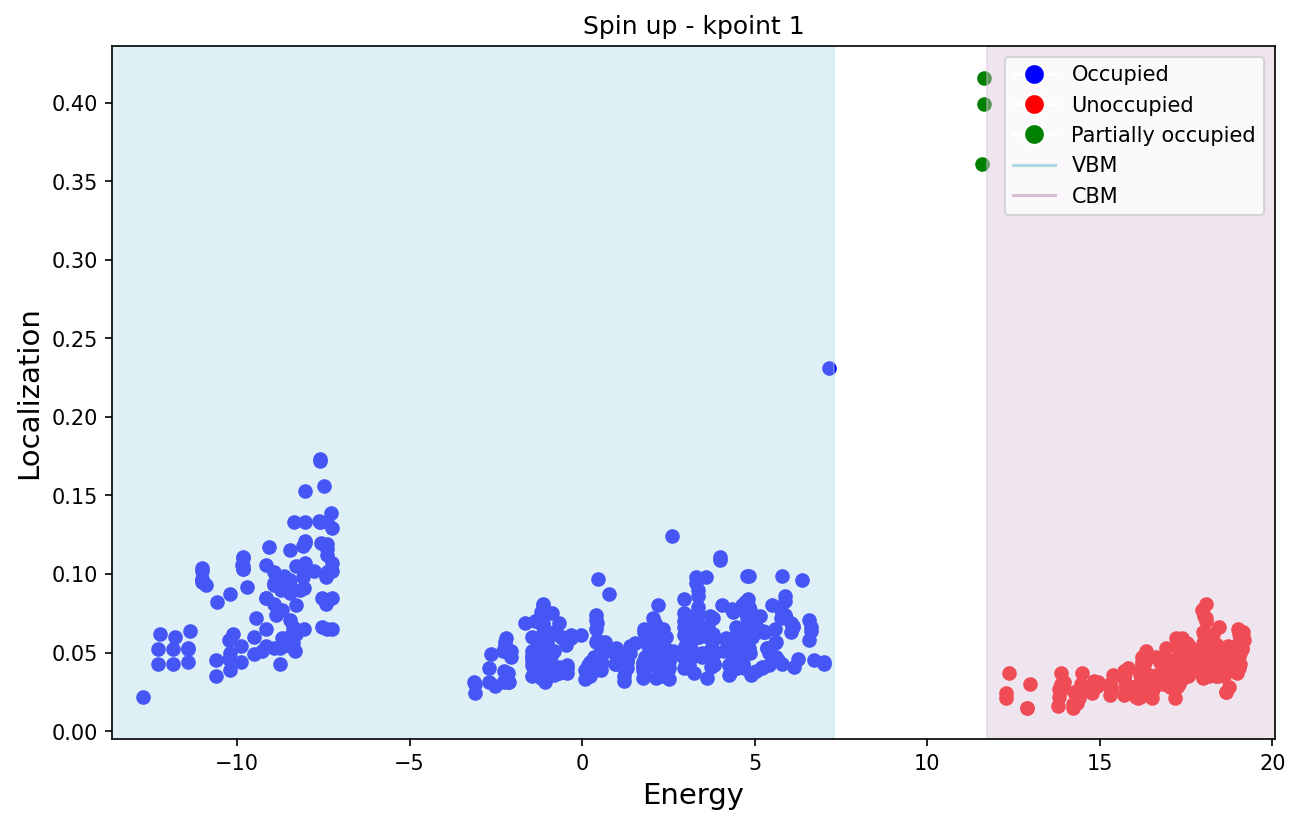 Spin up - kpoint 1
Localization
0.40
0.35
0.30
0.25
0.20
0.15
0.10
0.05
0.00
Occupied
Unoccupied
Partially occupied
VBM
CBM
−10
−5
0
5
10
15
20
Energy